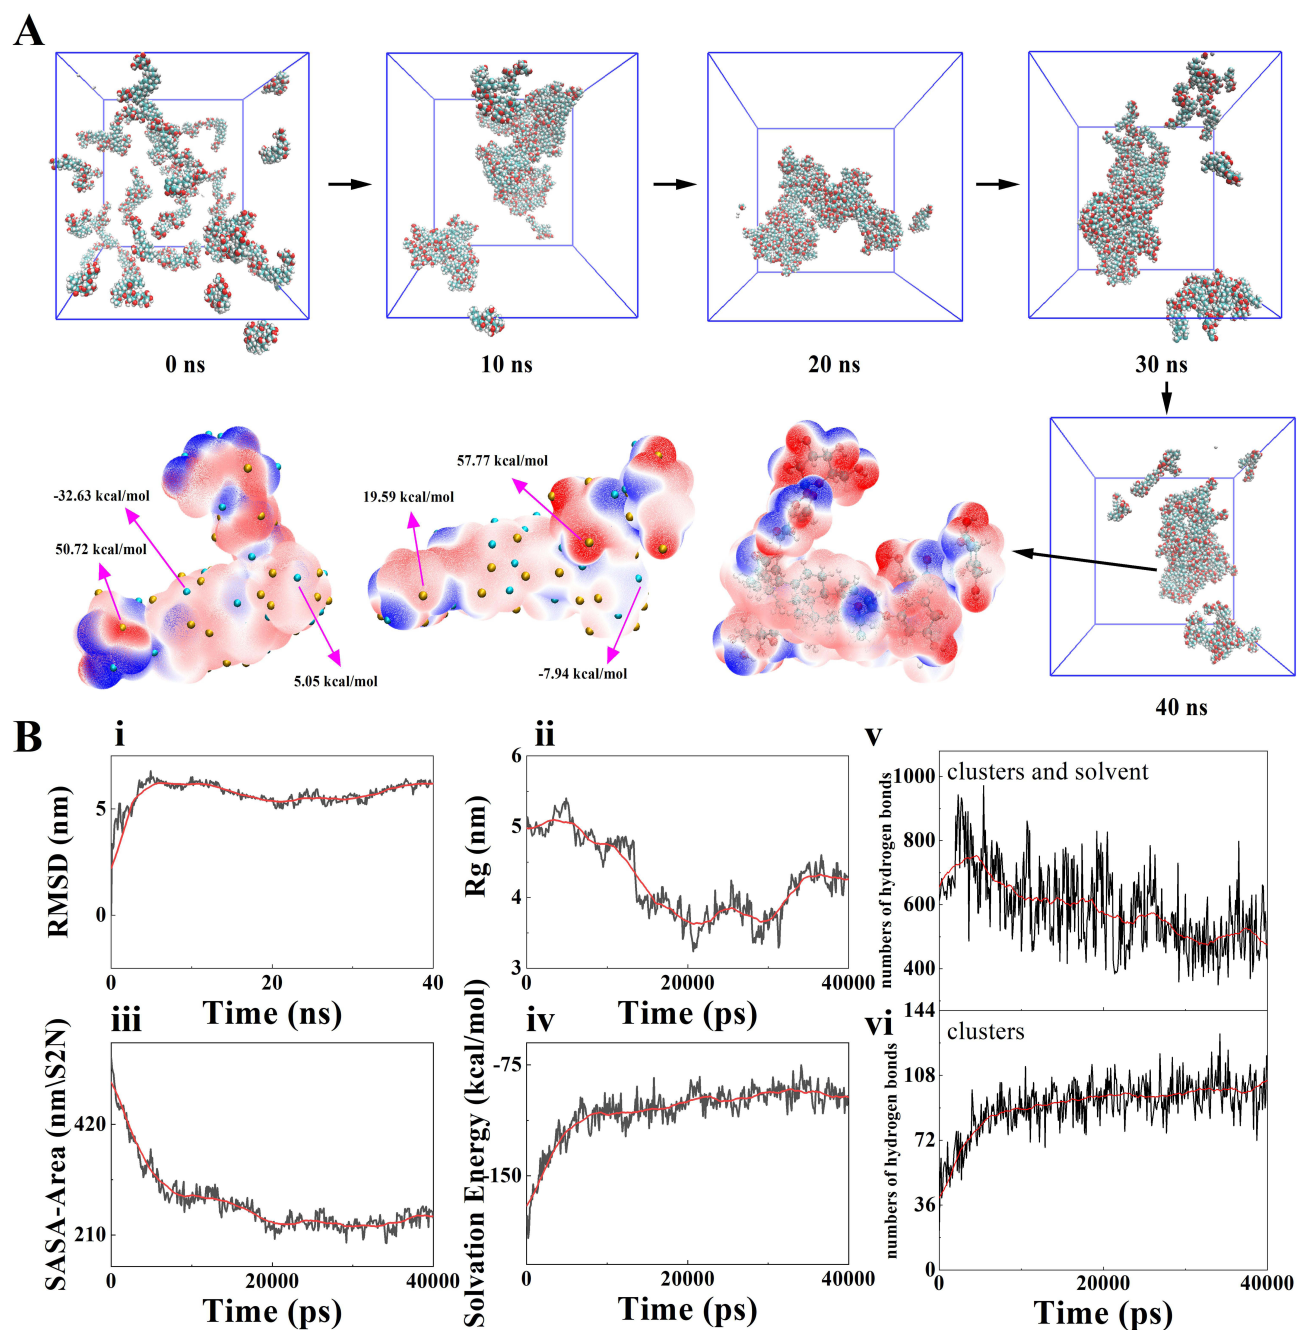 A
0 ns
10 ns
20 ns
30 ns
-32.63 kcal/mol
50.72 kcal/mol
5.05 kcal/mol
57.77 kcal/mol
19.59 kcal/mol
-7.94 kcal/mol
40 ns
B
i
RMSD (nm)
5
0
0
20
40
Time (ns)
ii
Rg (nm)
6
5
4
3
0
20000
40000
Time (ps)
iii
SASA-Area (nm\S2N)
420
210
0
20000
40000
Time (ps)
iv
Solvation Energy (kcal/mol)
-75
-150
0
20000
40000
Time (ps)
v
clusters and solvent
numbers of hydrogen bonds
1000
800
600
400
vi
clusters
numbers of hydrogen bonds
144
108
72
36
0
0
20000
40000
Time (ps)